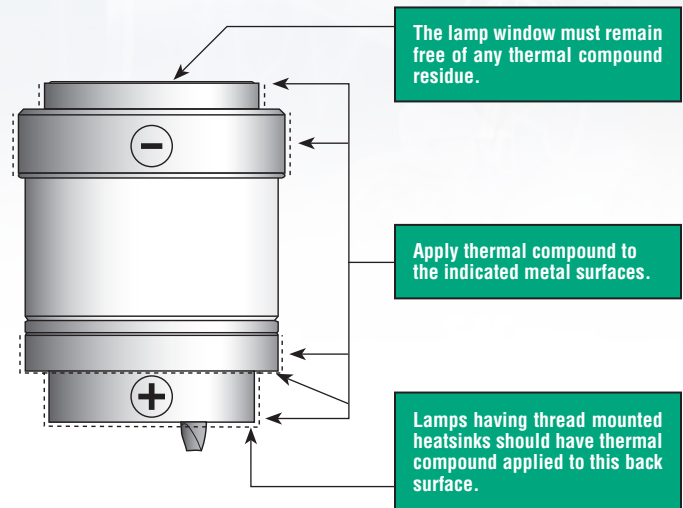 The lamp window must remain
free of any thermal compound
residue.
−
Apply thermal compound to
the indicated metal surfaces.
+
Lamps having thread mounted
heatsinks should have thermal
compound applied to this back
surface.